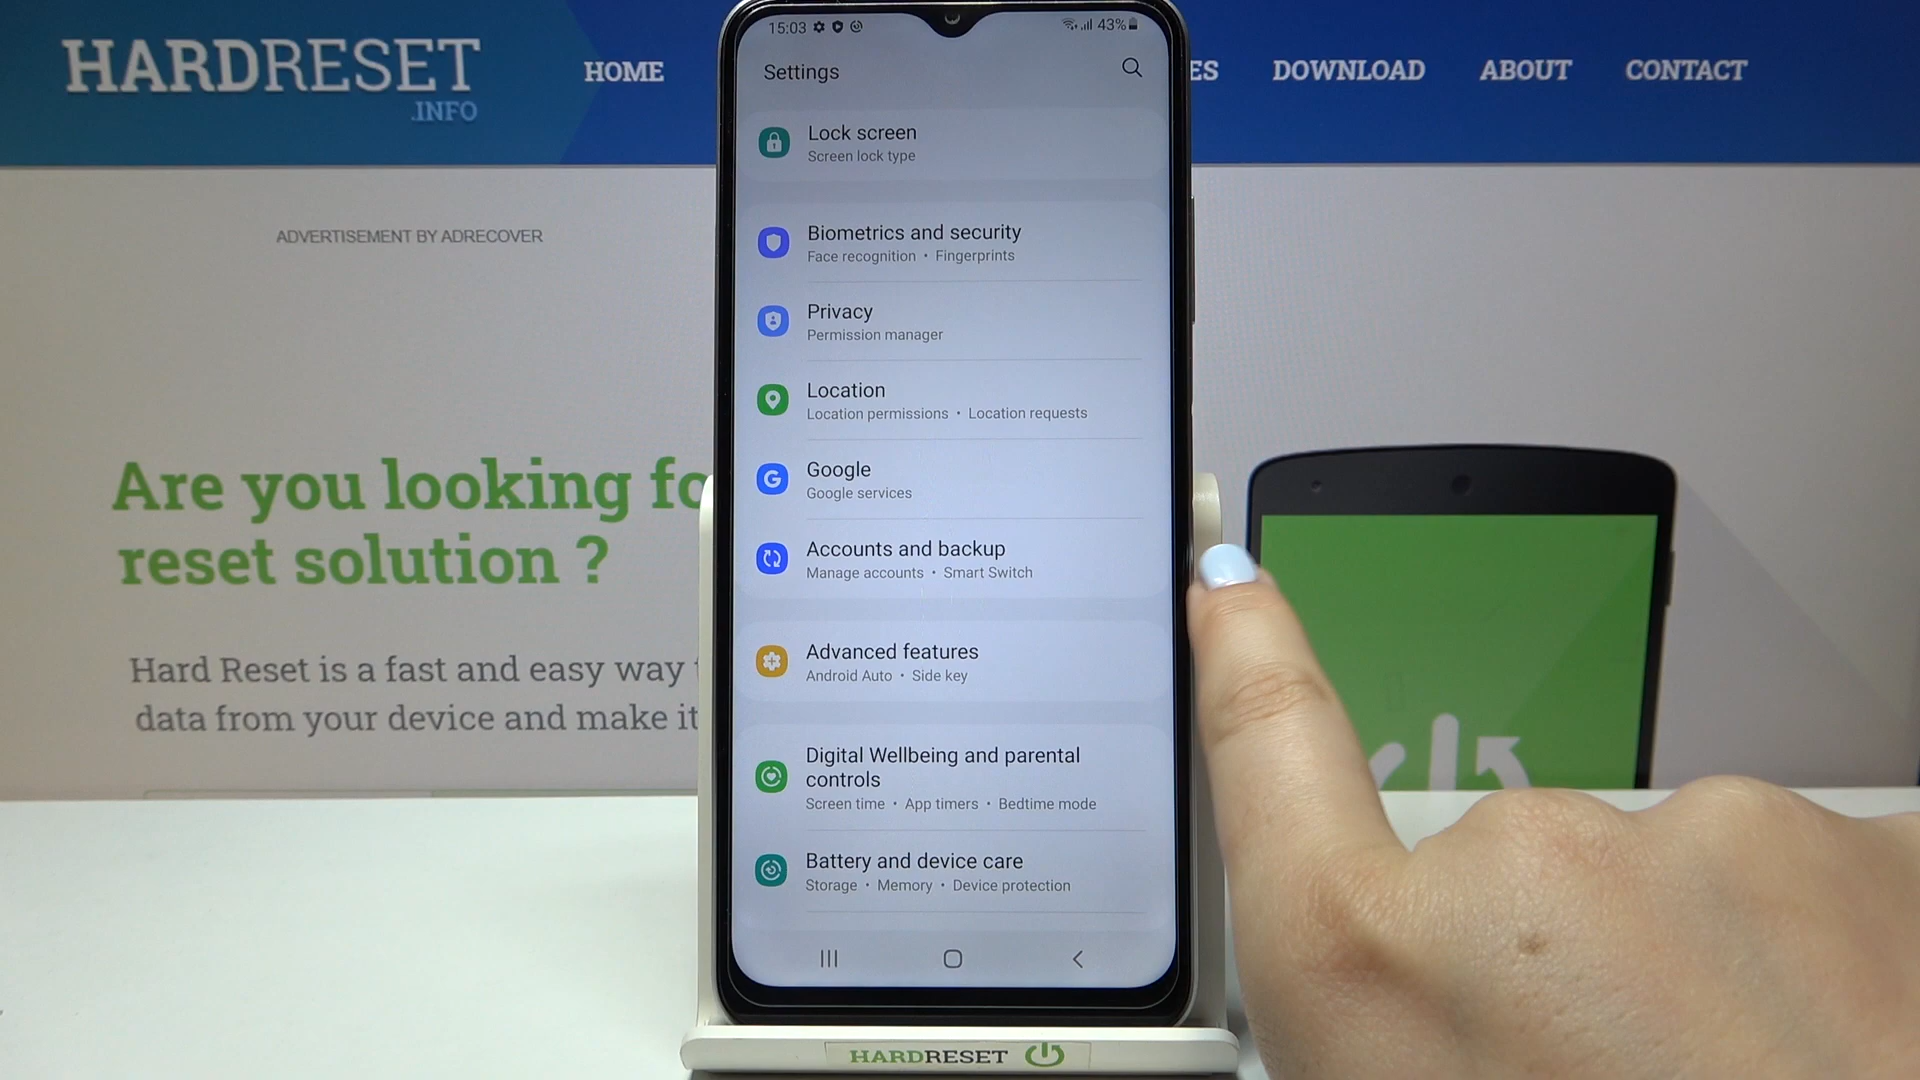 HARDRESET
.INFO
HOME
ES
DOWNLOAD
ABOUT
CONTACT
ADVERTISEMENT BY ADRECOVER
Are you looking fo
reset solution ?
Hard Reset is a fast and easy way
data from your device and make it
15:03
43%
Settings
Lock screen
Screen lock type
Biometrics and security
Face recognition • Fingerprints
Privacy
Permission manager
Location
Location permissions • Location requests
Google
Google services
Accounts and backup
Manage accounts • Smart Switch
Advanced features
Android Auto • Side key
Digital Wellbeing and parental
controls
Screen time • App timers • Bedtime mode
Battery and device care
Storage • Memory • Device protection
HARDRESET